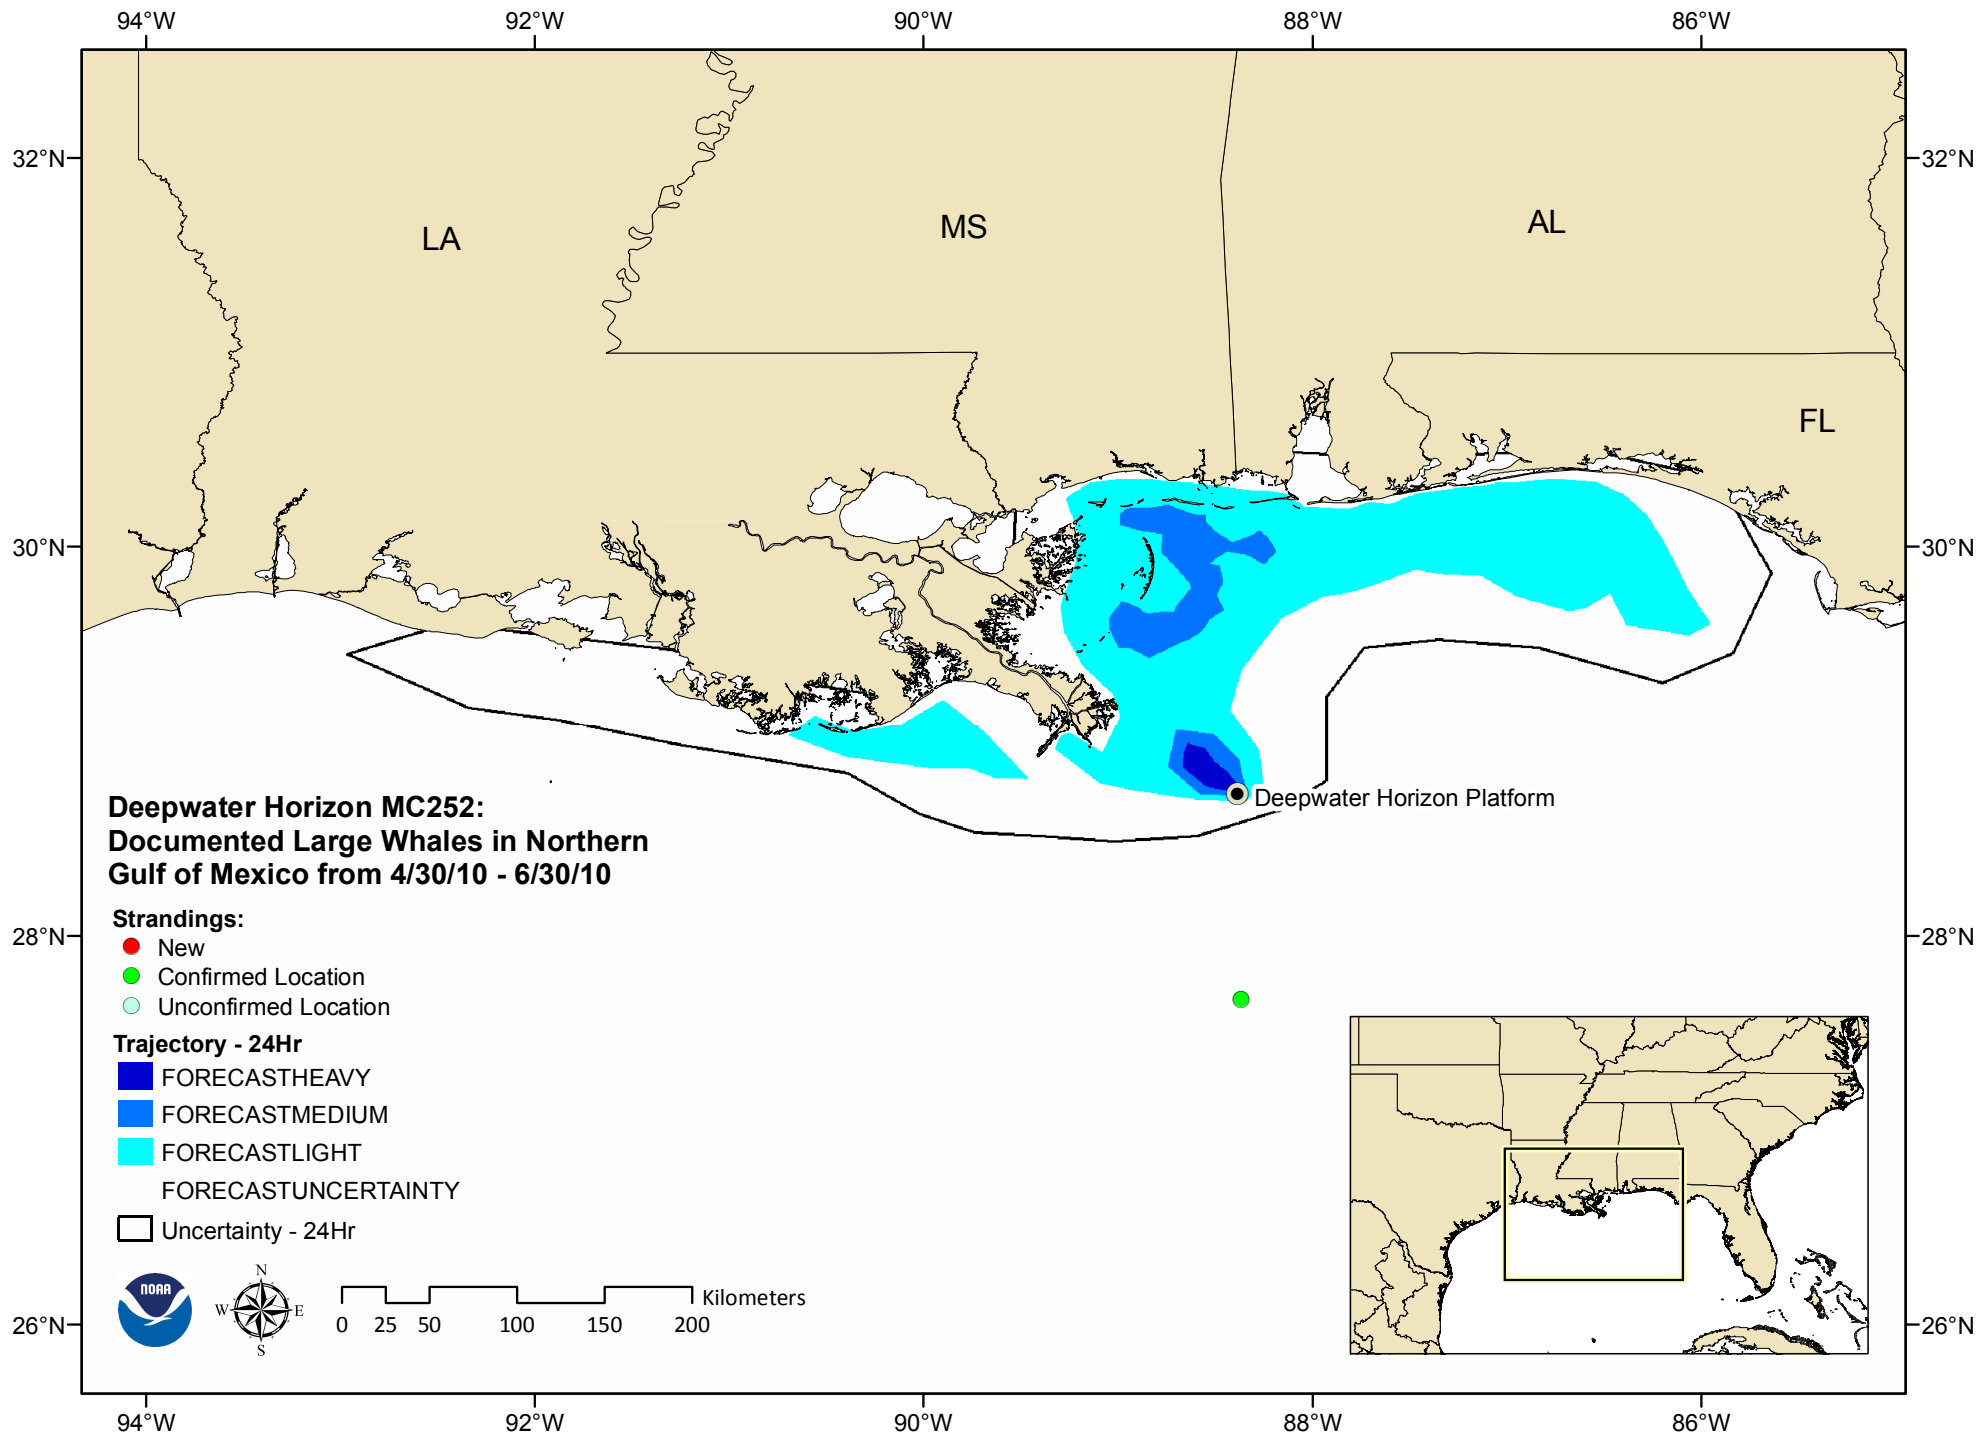 94°W 92°W 90°W 88°W 86°W
32°N 32°N
LA MS AL
FL
30°N 30°N
Deepwater Horizon Platform
Deepwater Horizon MC252:
Documented Large Whales in Northern
Gulf of Mexico from 4/30/10 - 6/30/10
28°N 28°N
Strandings:
New
Confirmed Location
Unconfirmed Location
Trajectory - 24Hr
FORECASTHEAVY
FORECASTMEDIUM
FORECASTLIGHT
FORECASTUNCERTAINTY
Uncertainty - 24Hr
NOAA
N
W E
S
Kilometers
0 25 50 100 150 200
26°N 26°N
94°W 92°W 90°W 88°W 86°W